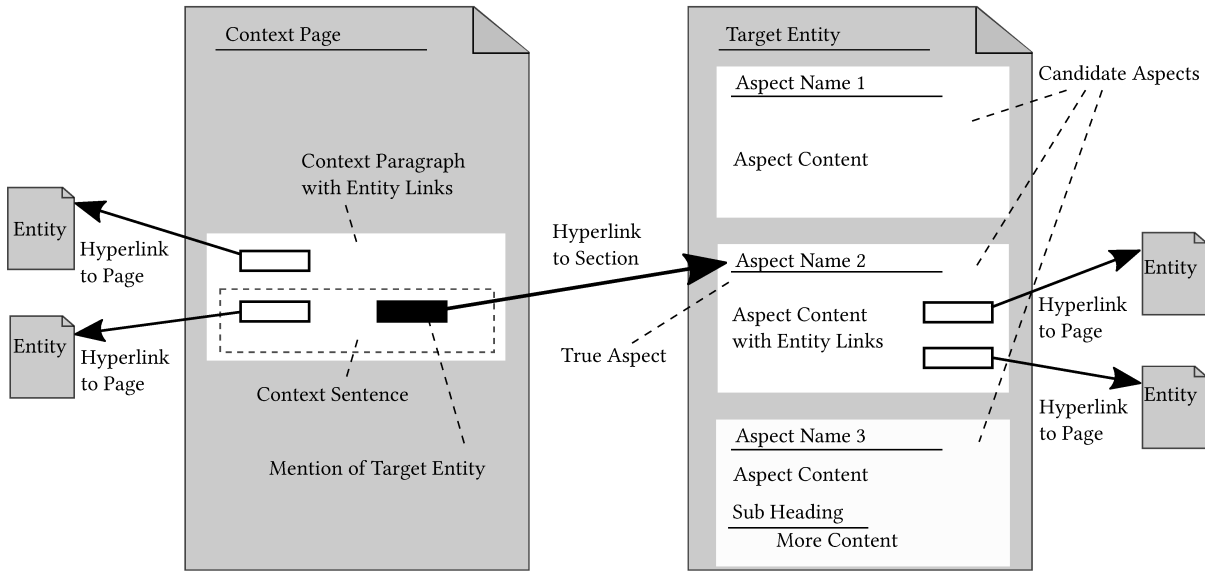 Context Page
Context Paragraph
with Entity Links
Entity
Hyperlink
to Page
Entity
Hyperlink
to Page
Context Sentence
Mention of Target Entity
Hyperlink
to Section
True Aspect
Target Entity
Aspect Name 1
Aspect Content
Candidate Aspects
Aspect Name 2
Aspect Content
with Entity Links
Entity
Hyperlink
to Page
Entity
Hyperlink
to Page
Aspect Name 3
Aspect Content
Sub Heading
More Content